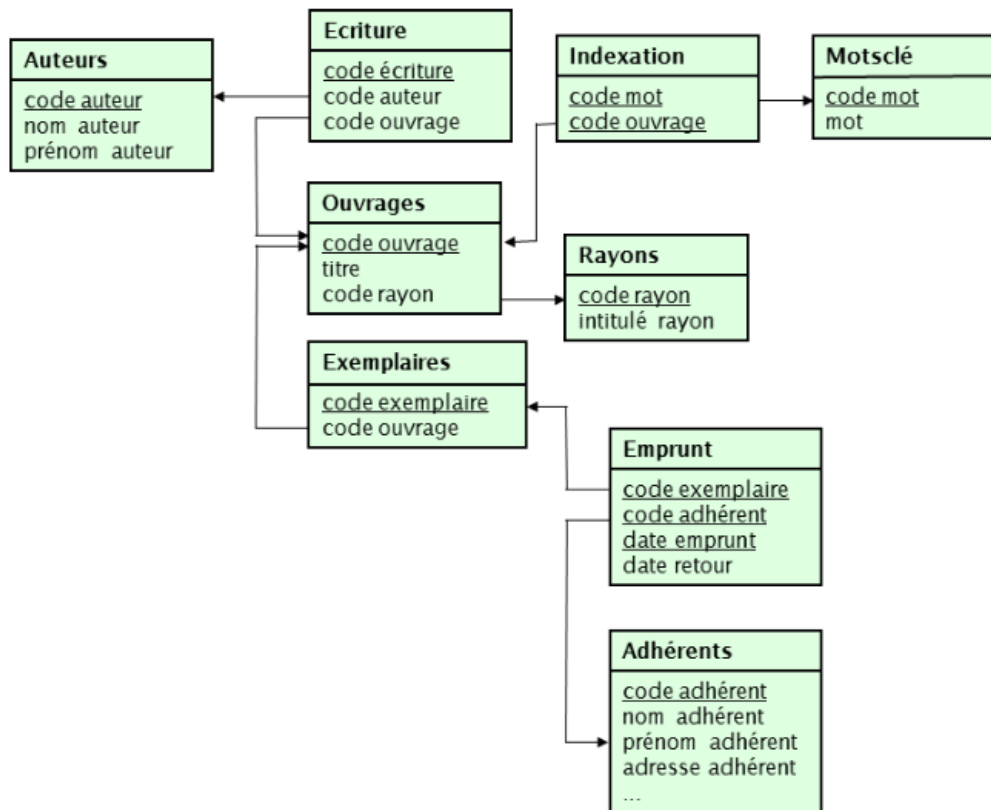 Auteurs
code auteur
nom auteur
prénom auteur
Ecriture
code écriture
code auteur
code ouvrage
Indexation
code mot
code ouvrage
Motsclé
code mot
mot
Ouvrages
code ouvrage
titre
code rayon
Rayons
code rayon
intitulé rayon
Exemplaires
code exemplaire
code ouvrage
Emprunt
code exemplaire
code adhérent
date emprunt
date retour
Adhérents
code adhérent
nom adhérent
prénom adhérent
adresse adhérent
...